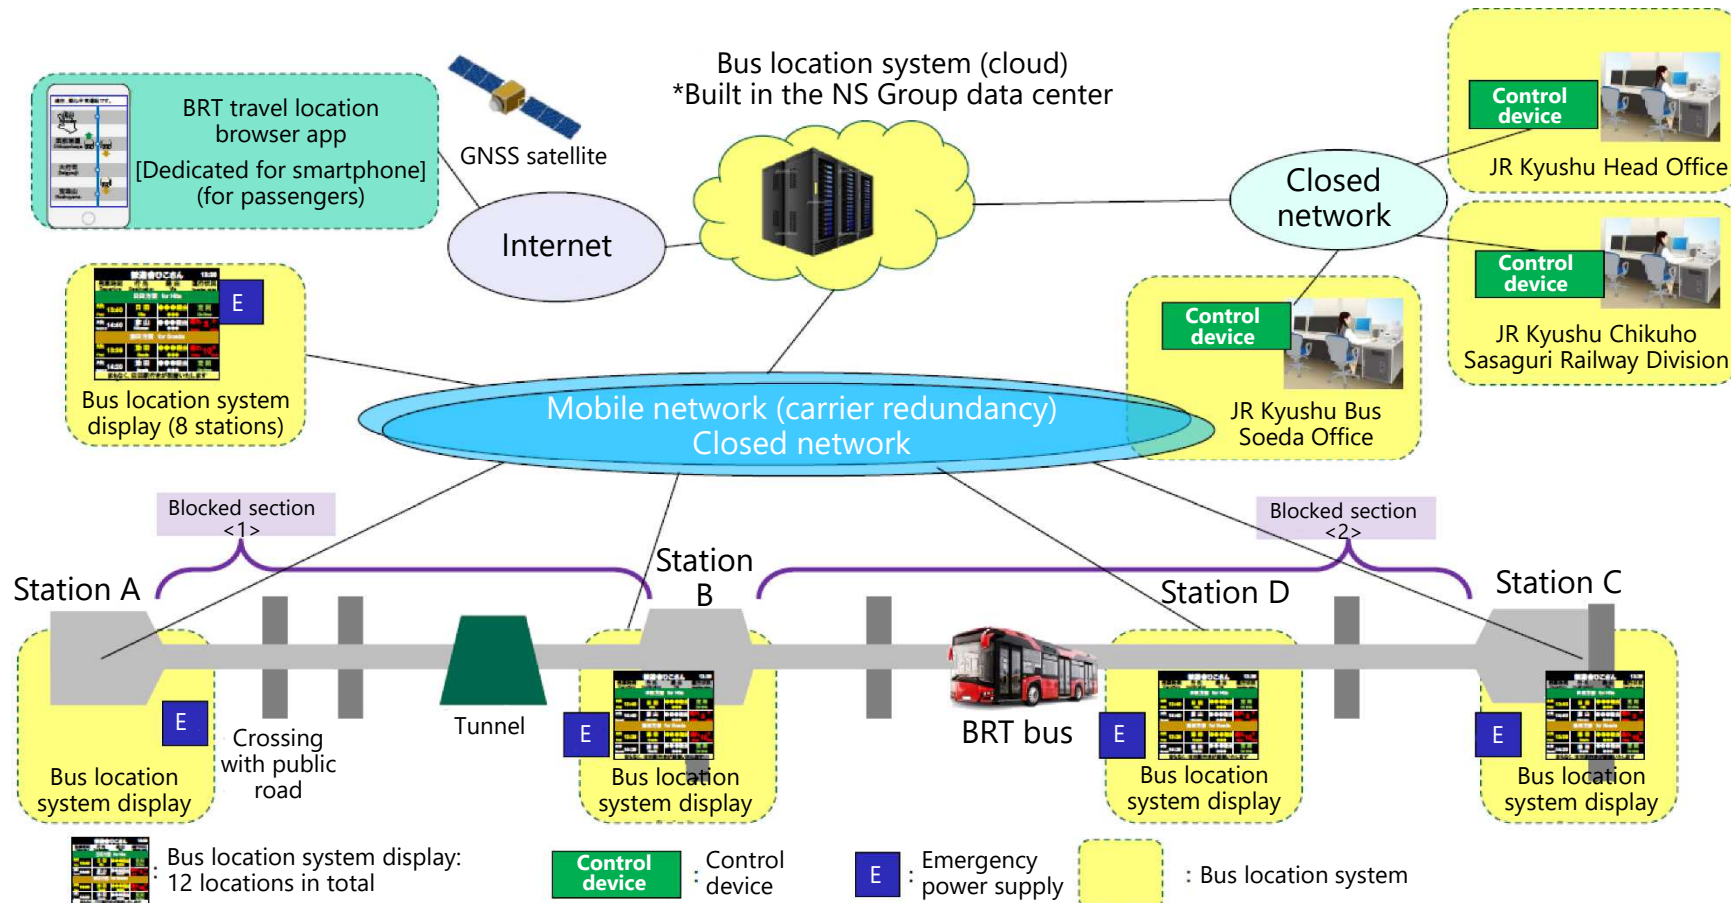 Bus location system (cloud)
*Built in the NS Group data center
BRT travel location
browser app
[Dedicated for smartphone]
(for passengers)
GNSS satellite
Internet
Closed
network
Control
device
JR Kyushu Head Office
Control
device
JR Kyushu Chikuho
Sasaguri Railway Division
Control
device
JR Kyushu Bus
Soeda Office
E
Bus location system
display (8 stations)
Mobile network (carrier redundancy)
Closed network
Blocked section
<1>
Blocked section
<2>
Station A
Station
B
Station D
Station C
E
Bus location
system display
Crossing
with public
road
Tunnel
E
Bus location
system display
BRT bus
E
Bus location
system display
E
Bus location
system display
: Bus location system display:
12 locations in total
Control
device
: Control
device
E
: Emergency
power supply
: Bus location system